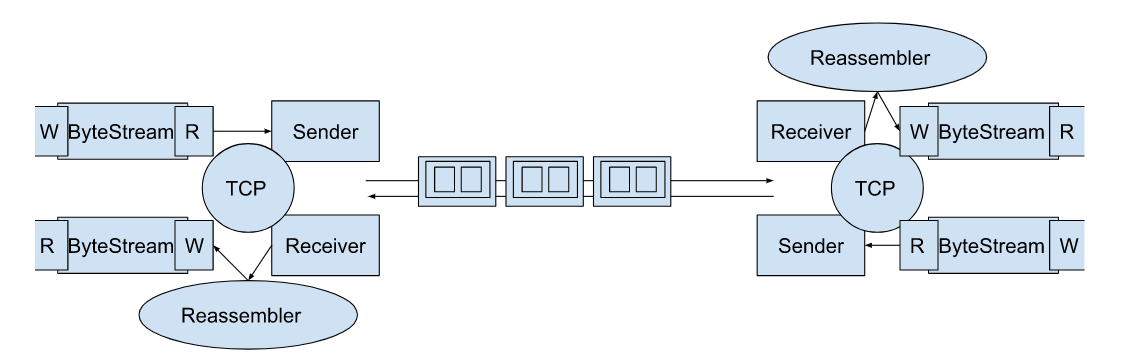 Reassembler
W ByteStream R Sender
Receiver W ByteStream R
TCP
TCP
R ByteStream W Receiver
Sender R ByteStream W
Reassembler